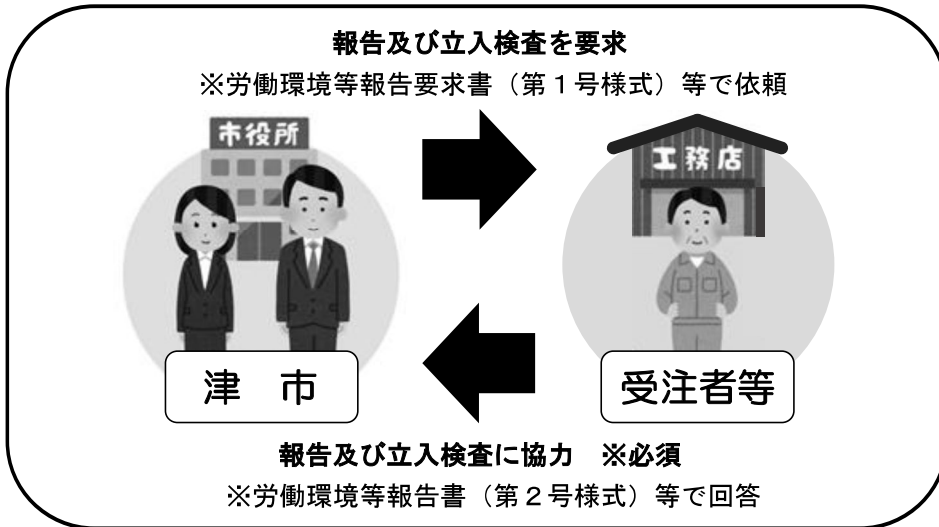 報告及び立入検査を要求
※労働環境等報告要求書（第１号様式）等で依頼
市役所
工務店
津　市
受注者等
報告及び立入検査に協力　※必須
※労働環境等報告書（第２号様式）等で回答